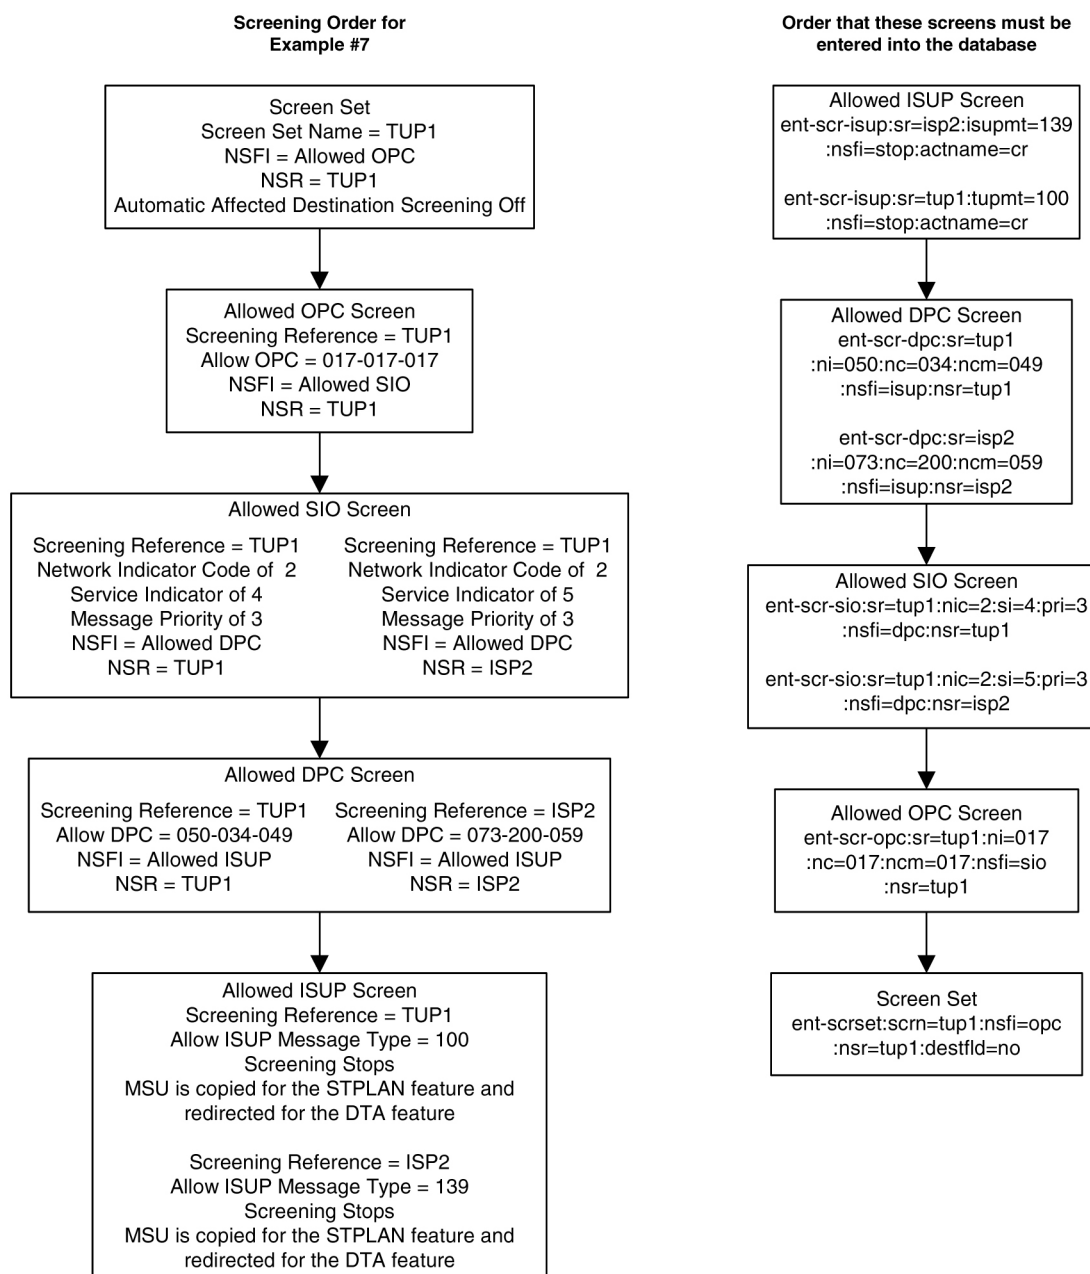 Screening Order for
Example #7
Screen Set
Screen Set Name = TUP1
NSFI = Allowed OPC
NSR = TUP1
Automatic Affected Destination Screening Off
Allowed OPC Screen
Screening Reference = TUP1
Allow OPC = 017-017-017
NSFI = Allowed SIO
NSR = TUP1
Allowed SIO Screen
Screening Reference = TUP1
Network Indicator Code of 2
Service Indicator of 4
Message Priority of 3
NSFI = Allowed DPC
NSR = TUP1
Screening Reference = TUP1
Network Indicator Code of 2
Service Indicator of 5
Message Priority of 3
NSFI = Allowed DPC
NSR = ISP2
Allowed DPC Screen
Screening Reference = TUP1
Allow DPC = 050-034-049
NSFI = Allowed ISUP
NSR = TUP1
Screening Reference = ISP2
Allow DPC = 073-200-059
NSFI = Allowed ISUP
NSR = ISP2
Allowed ISUP Screen
Screening Reference = TUP1
Allow ISUP Message Type = 100
Screening Stops
MSU is copied for the STPLAN feature and
redirected for the DTA feature
Screening Reference = ISP2
Allow ISUP Message Type = 139
Screening Stops
MSU is copied for the STPLAN feature and
redirected for the DTA feature
Order that these screens must be
entered into the database
Allowed ISUP Screen
ent-scr-isup:sr=isp2:isupmt=139
:nsfi=stop:actname=cr
ent-scr-isup:sr=tup1:tupmt=100
:nsfi=stop:actname=cr
Allowed DPC Screen
ent-scr-dpc:sr=tup1
:ni=050:nc=034:ncm=049
:nsfi=isup:nsr=tup1
ent-scr-dpc:sr=isp2
:ni=073:nc=200:ncm=059
:nsfi=isup:nsr=isp2
Allowed SIO Screen
ent-scr-sio:sr=tup1:nic=2:si=4:pri=3
:nsfi=dpc:nsr=tup1
ent-scr-sio:sr=tup1:nic=2:si=5:pri=3
:nsfi=dpc:nsr=isp2
Allowed OPC Screen
ent-scr-opc:sr=tup1:ni=017
:nc=017:ncm=017:nsfi=sio
:nsr=tup1
Screen Set
ent-scrset:scrn=tup1:nsfi=opc
:nsr=tup1:destfld=no